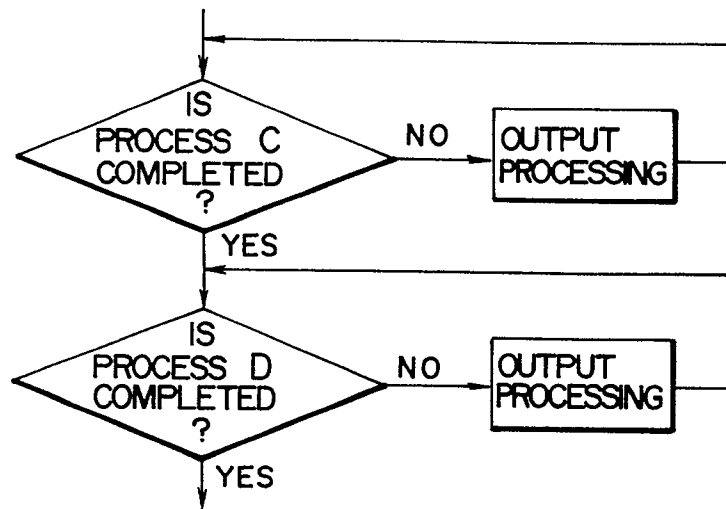 IS
PROCESS C
COMPLETED
?
NO
OUTPUT
PROCESSING
YES
IS
PROCESS D
COMPLETED
?
NO
OUTPUT
PROCESSING
YES